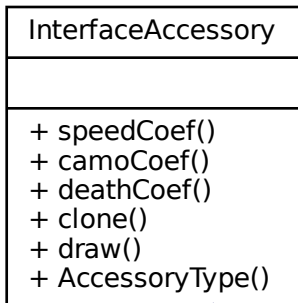 InterfaceAccessory
+ speedCoef()
+ camoCoef()
+ deathCoef()
+ clone()
+ draw()
+ AccessoryType()